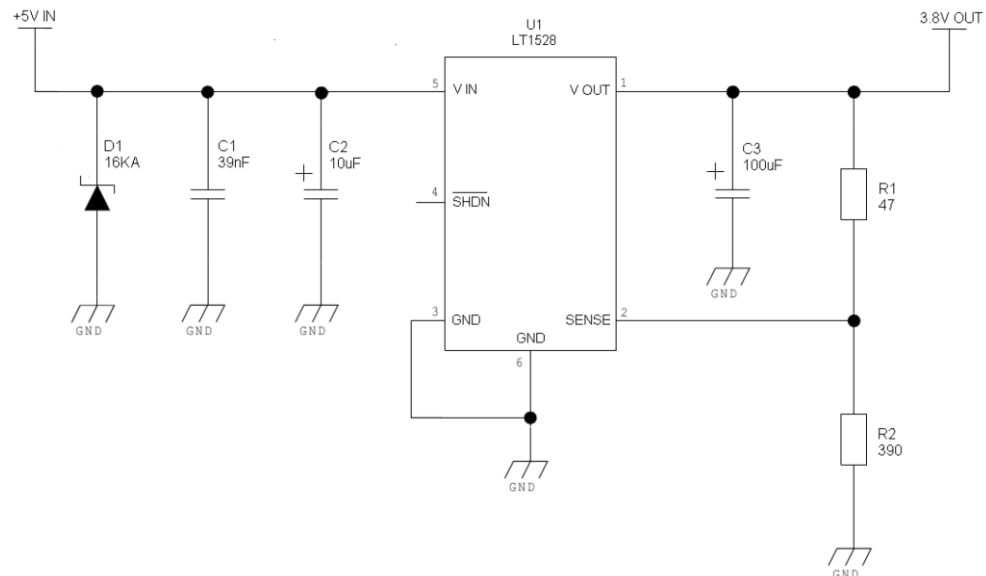 +5V IN
3.8V OUT
U1
LT1528
5
V IN
V OUT
1
D1
16KA
C1
39nF
C2
10uF
C3
100uF
R1
47
4
SHDN
GND
3
GND
SENSE
2
GND
6
GND
GND
GND
R2
390
GND
GND